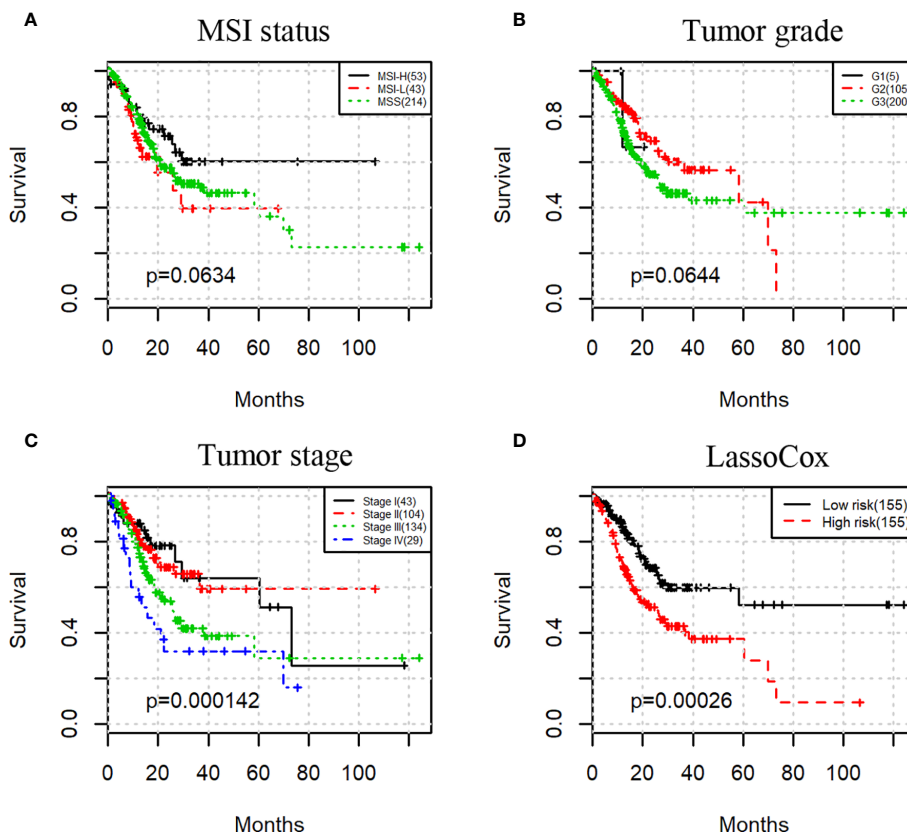 A
MSI status
MSI-H(53)
MSI-L(43)
MSS(214)
Survival
0.8
0.4
0.0
p=0.0634
0 20 40 60 80 100
Months
B
Tumor grade
G1(5)
G2(105
G3(200
Survival
0.8
0.4
0.0
p=0.0644
0 20 40 60 80 100
Months
C
Tumor stage
Stage I(43)
Stage II(104)
Stage III(134)
Stage IV(29)
Survival
0.8
0.4
0.0
p=0.000142
0 20 40 60 80 100
Months
D
LassoCox
Low risk(155)
High risk(155)
Survival
0.8
0.4
0.0
p=0.00026
0 20 40 60 80 100
Months